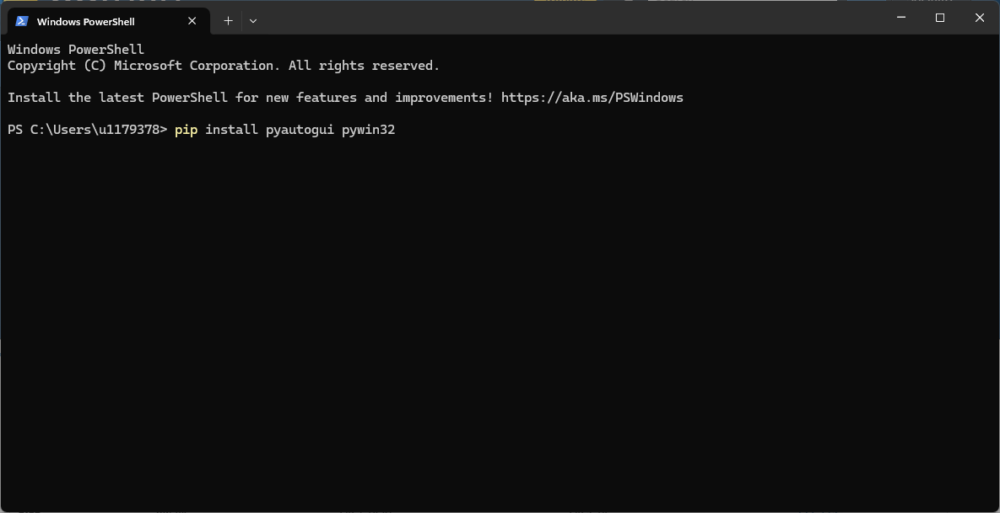 Windows PowerShell
Windows PowerShell
Copyright (C) Microsoft Corporation. All rights reserved.
Install the latest PowerShell for new features and improvements! https://aka.ms/PSWindows
PS C:\Users\u1179378> pip install pyautogui pywin32